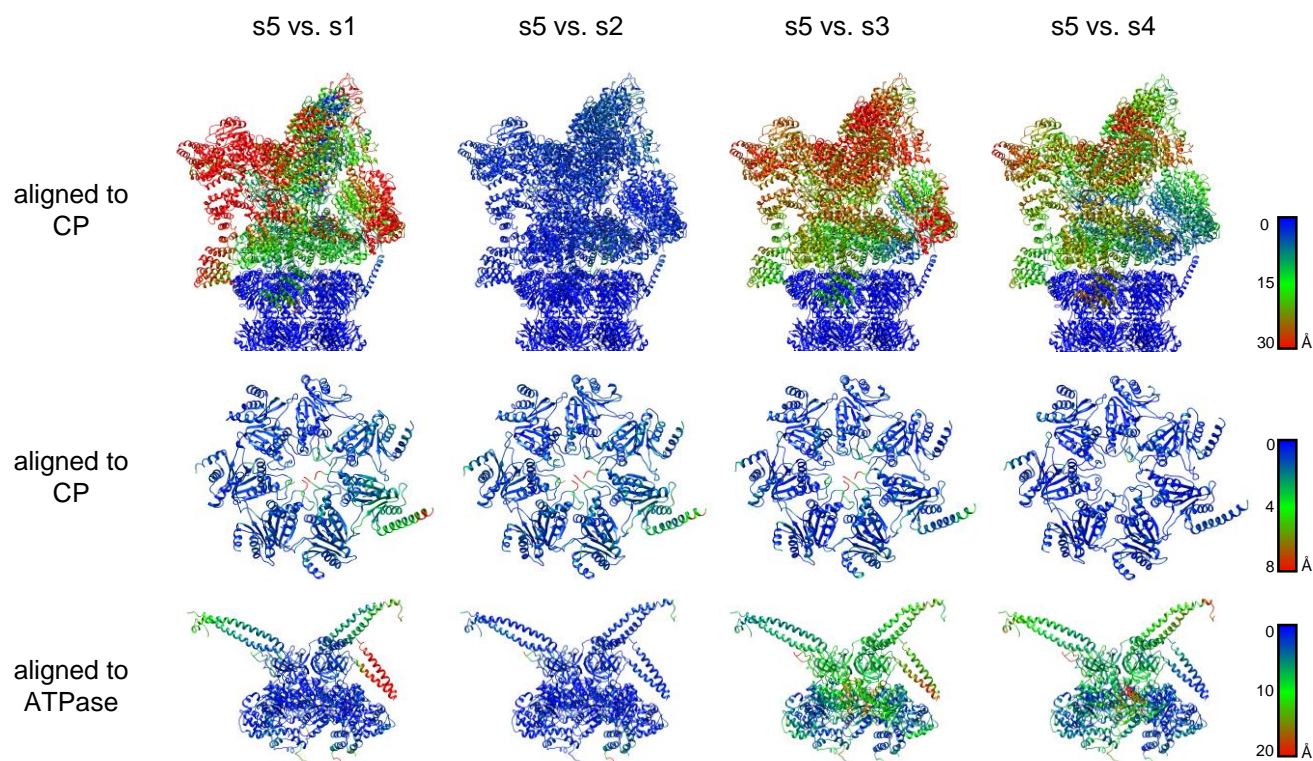 s5 vs. s1
s5 vs. s2
s5 vs. s3
s5 vs. s4
aligned to
CP
0
15
30 Å
aligned to
CP
0
4
8 Å
aligned to
ATPase
0
10
20 Å